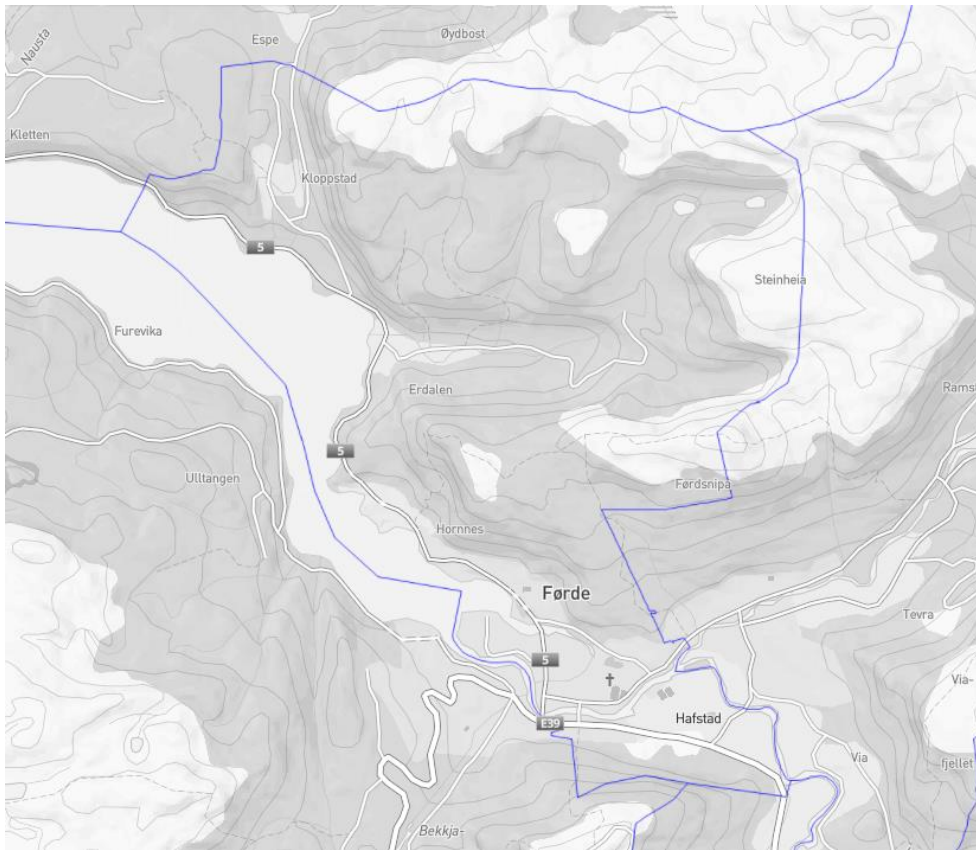 Espe
Øydbost
Nausta
Kletten
Kloppstad
5
Steinheia
Furevika
Erdalen
5
Ulltangen
Førdsnipa
Hornnes
Førde
Tevra
5
Via-
Hafstad
E39
Via
fjellet
Bekkja-